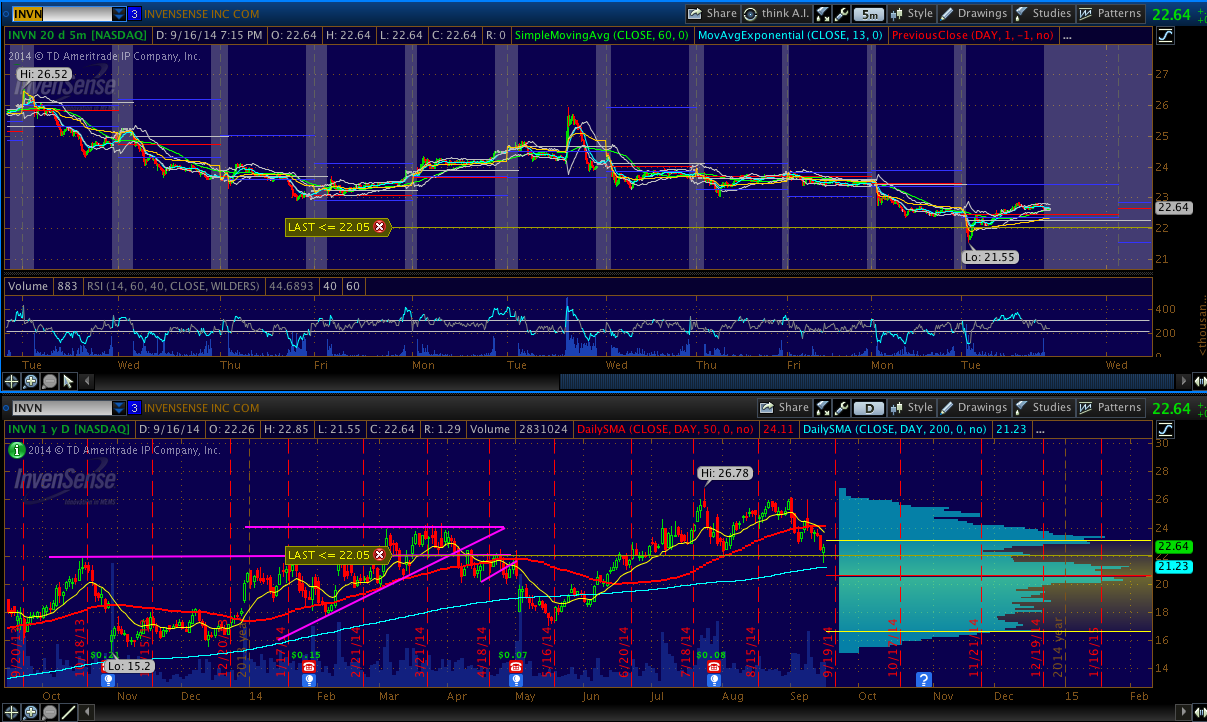 INVN 3 INVENSENSE INC COM Share think A.I. 5m Style Drawings Studies Patterns 22.64
INVN 20 d 5m [NASDAQ] D: 9/16/14 7:15 PM O: 22.64 H: 22.64 L: 22.64 C: 22.64 R: 0 SimpleMovingAvg (CLOSE, 60, 0) MovAvgExponential (CLOSE, 13, 0) PreviousClose (DAY, 1, -1, no) ...
2014 © TD Ameritrade IP Company, Inc.
Hi: 26.52
InvenSense
27
26
25
24
23
22.64
LAST <= 22.05
22
Lo: 21.55
21
Volume 883 RSI (14, 60, 40, CLOSE, WILDERS) 44.6893 40 60
400
200
0
<thousan...
Tue Wed Thu Fri Mon Tue Wed Thu Fri Mon Tue Wed
INVN 3 INVENSENSE INC COM Share D Style Drawings Studies Patterns 22.64
INVN 1 y D [NASDAQ] D: 9/16/14 O: 22.26 H: 22.85 L: 21.55 C: 22.64 R: 1.29 Volume 2831024 DailySMA (CLOSE, DAY, 50, 0, no) 24.11 DailySMA (CLOSE, DAY, 200, 0, no) 21.23 ...
2014 © TD Ameritrade IP Company, Inc.
30
28
InvenSense
Hi: 26.78
26
24
LAST <= 22.05
22.64
22
21.23
20
18
16
14
11/18/13 1/21/14 2/21/14 4/18/14 5/16/14 6/20/14 7/18/14 8/15/14 9/19/14 11/21/14 12/19/14 2014 year 1/16/15
$0.21 $0.15 $0.07 $0.08
Lo: 15.2
?
Oct Nov Dec 14 Feb Mar Apr May Jun Jul Aug Sep Oct Nov Dec 15 Feb